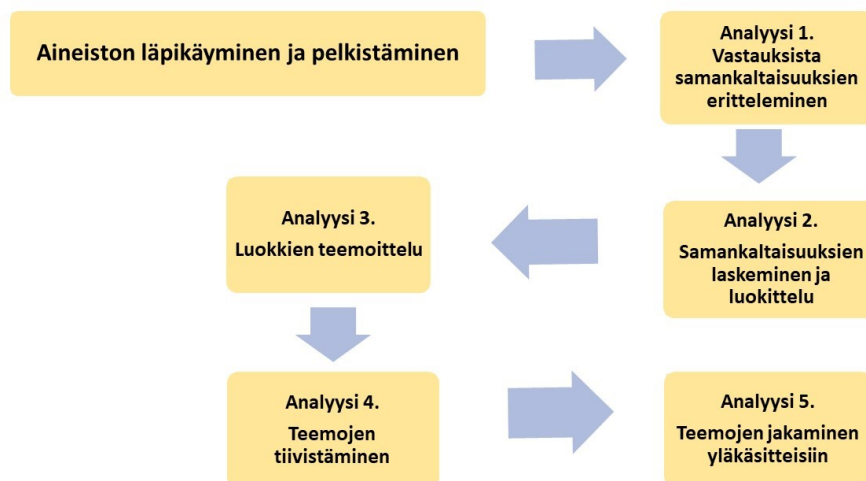 Aineiston läpikäyminen ja pelkistäminen
Analyysi 1.
Vastauksista
samankaltaisuuksien
eritteleminen
Analyysi 2.
Samankaltaisuuksien
laskeminen ja
luokittelu
Analyysi 3.
Luokkien teemoittelu
Analyysi 4.
Teemojen
tiivistäminen
Analyysi 5.
Teemojen jakaminen
yläkäsitteisiin